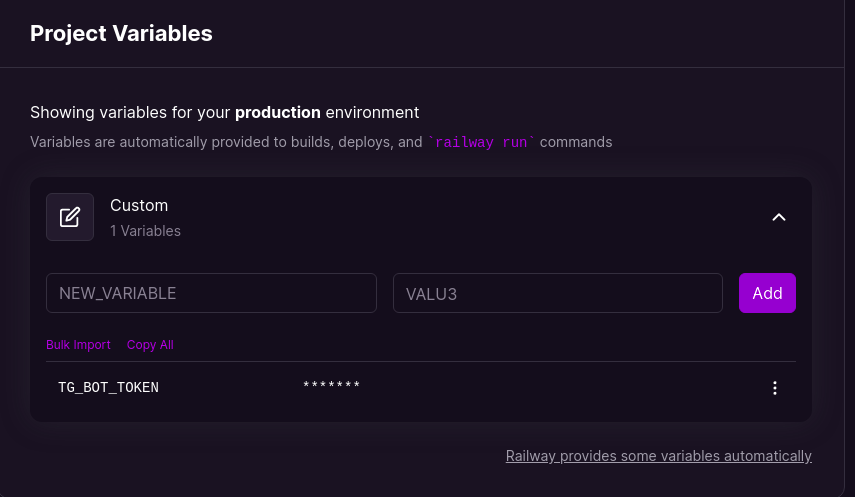 Project Variables
Showing variables for your production environment
Variables are automatically provided to builds, deploys, and `railway run` commands
Custom
1 Variables
NEW_VARIABLE VALU3 Add
Bulk Import Copy All
TG_BOT_TOKEN *******
Railway provides some variables automatically